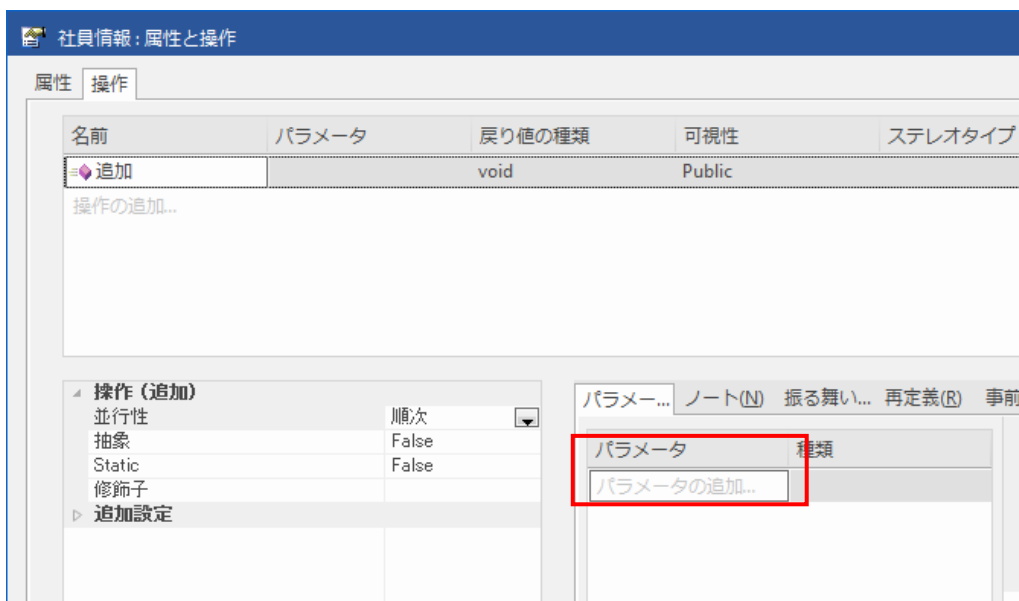 社員情報 : 属性と操作
属性 操作
名前 パラメータ 戻り値の種類 可視性 ステレオタイプ
追加 void Public
操作の追加...
操作 (追加)
並行性 順次
抽象 False
Static False
修飾子
追加設定
パラメー... ノート(N) 振る舞い... 再定義(R) 事前
パラメータ 種類
パラメータの追加...